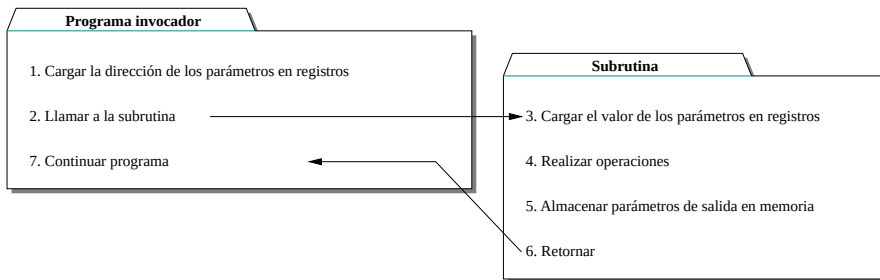 Programa invocador
1. Cargar la dirección de los parámetros en registros
2. Llamar a la subrutina
7. Continuar programa
Subrutina
3. Cargar el valor de los parámetros en registros
4. Realizar operaciones
5. Almacenar parámetros de salida en memoria
6. Retornar